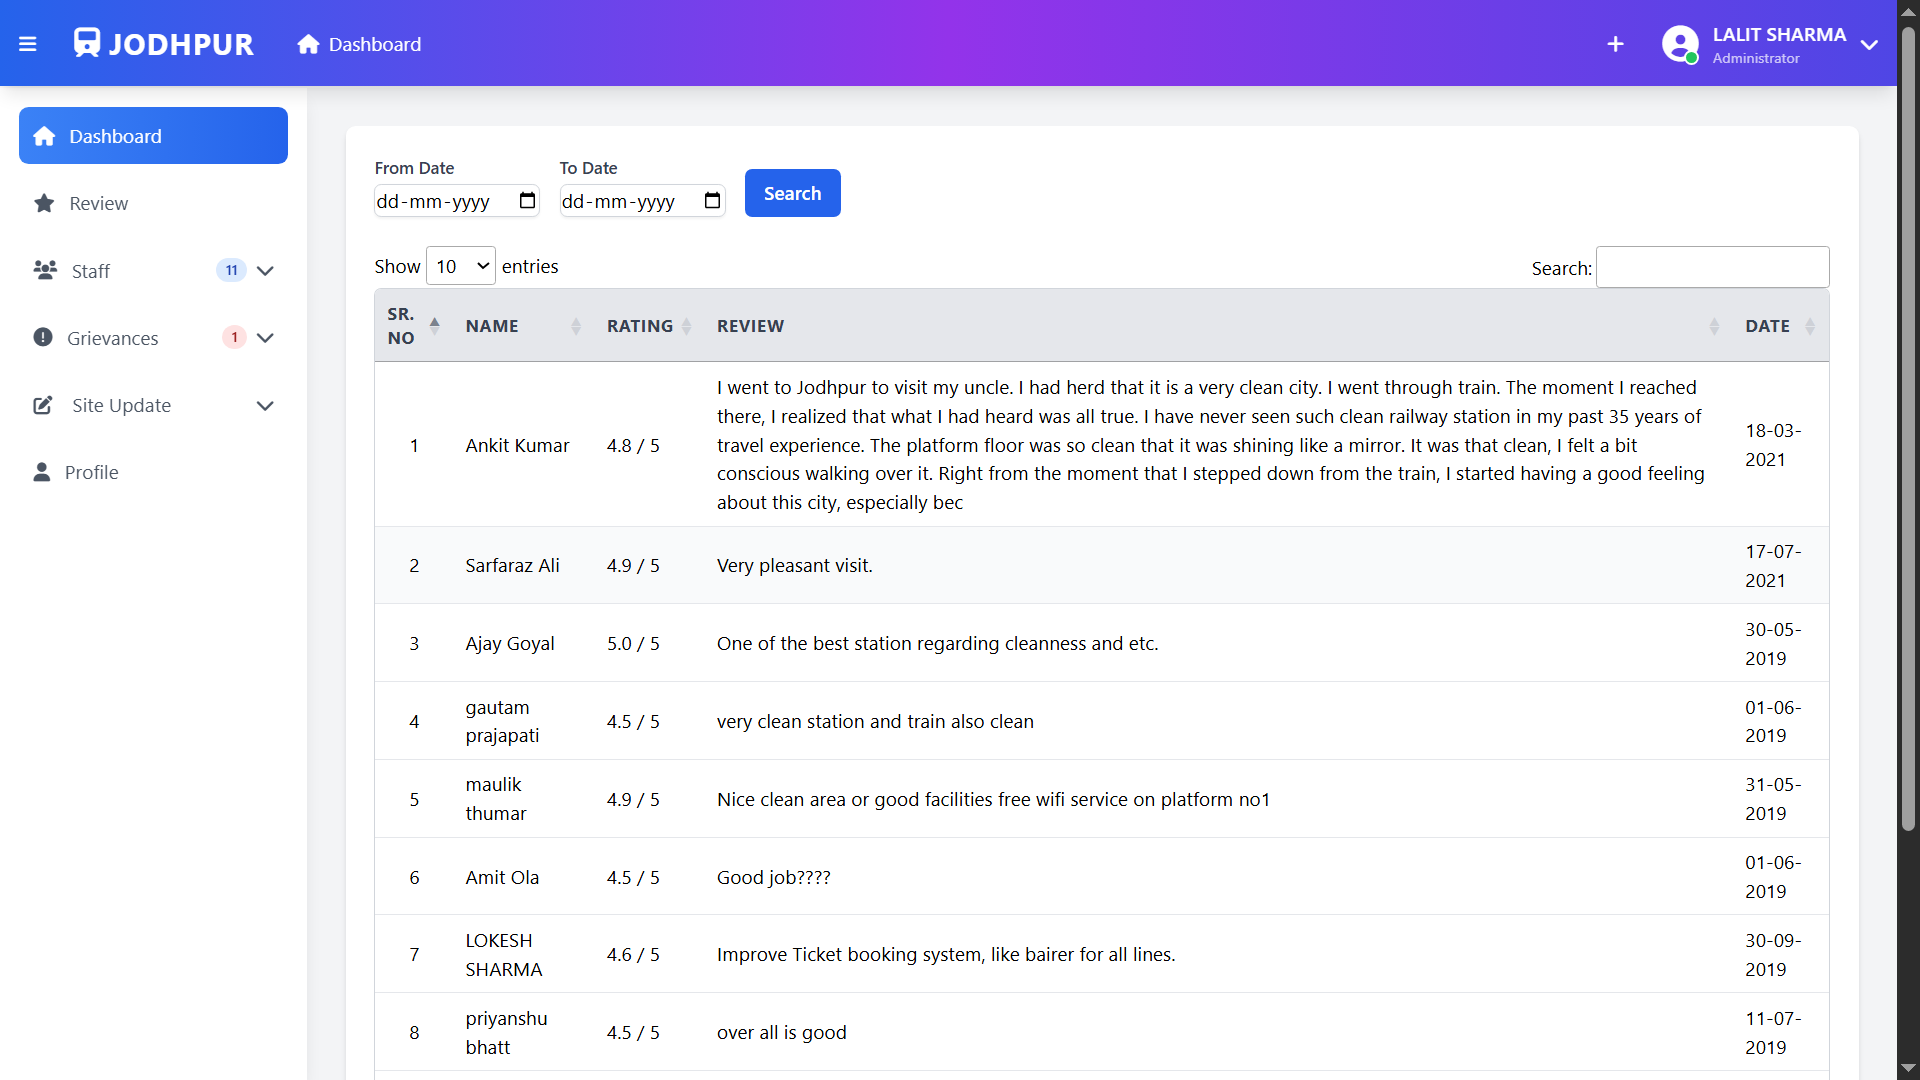 JODHPUR
Dashboard
LALIT SHARMA
Administrator
Dashboard
Review
Staff 11
Grievances 1
Site Update
Profile
From Date
To Date
dd-mm-yyyy
dd-mm-yyyy
Search
Show 10 entries
Search:
SR. NO
NAME
RATING
REVIEW
DATE
1
Ankit Kumar
4.8 / 5
I went to Jodhpur to visit my uncle. I had herd that it is a very clean city. I went through train. The moment I reached
there, I realized that what I had heard was all true. I have never seen such clean railway station in my past 35 years of
travel experience. The platform floor was so clean that it was shining like a mirror. It was that clean, I felt a bit
conscious walking over it. Right from the moment that I stepped down from the train, I started having a good feeling
about this city, especially bec
18-03-
2021
2
Sarfaraz Ali
4.9 / 5
Very pleasant visit.
17-07-
2021
3
Ajay Goyal
5.0 / 5
One of the best station regarding cleanness and etc.
30-05-
2019
4
gautam
prajapati
4.5 / 5
very clean station and train also clean
01-06-
2019
5
maulik
thumar
4.9 / 5
Nice clean area or good facilities free wifi service on platform no1
31-05-
2019
6
Amit Ola
4.5 / 5
Good job????
01-06-
2019
7
LOKESH
SHARMA
4.6 / 5
Improve Ticket booking system, like bairer for all lines.
30-09-
2019
8
priyanshu
bhatt
4.5 / 5
over all is good
11-07-
2019